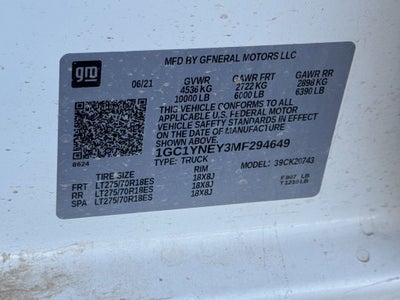 gm
MFD BY GENERAL MOTORS LLC
06/21 GVWR GAWR FRT GAWR RR
4536 KG 2722 KG 2898 KG
10000 LB 6000 LB 6390 LB
THIS VEHICLE CONFORMS TO ALL
APPLICABLE U.S. FEDERAL MOTOR
VEHICLE SAFETY STANDARDS IN EFFECT
ON THE DATE OF MANUFACTURE
SHOWN ABOVE.
1GC1YNEY3MF294649
8624 TYPE: TRUCK MODEL: 39CK20743
TIRE SIZE RIM
FRT LT275/70R18ES 18X8J
RR LT275/70R18ES 18X8J
SPA LT275/70R18ES 18X8J